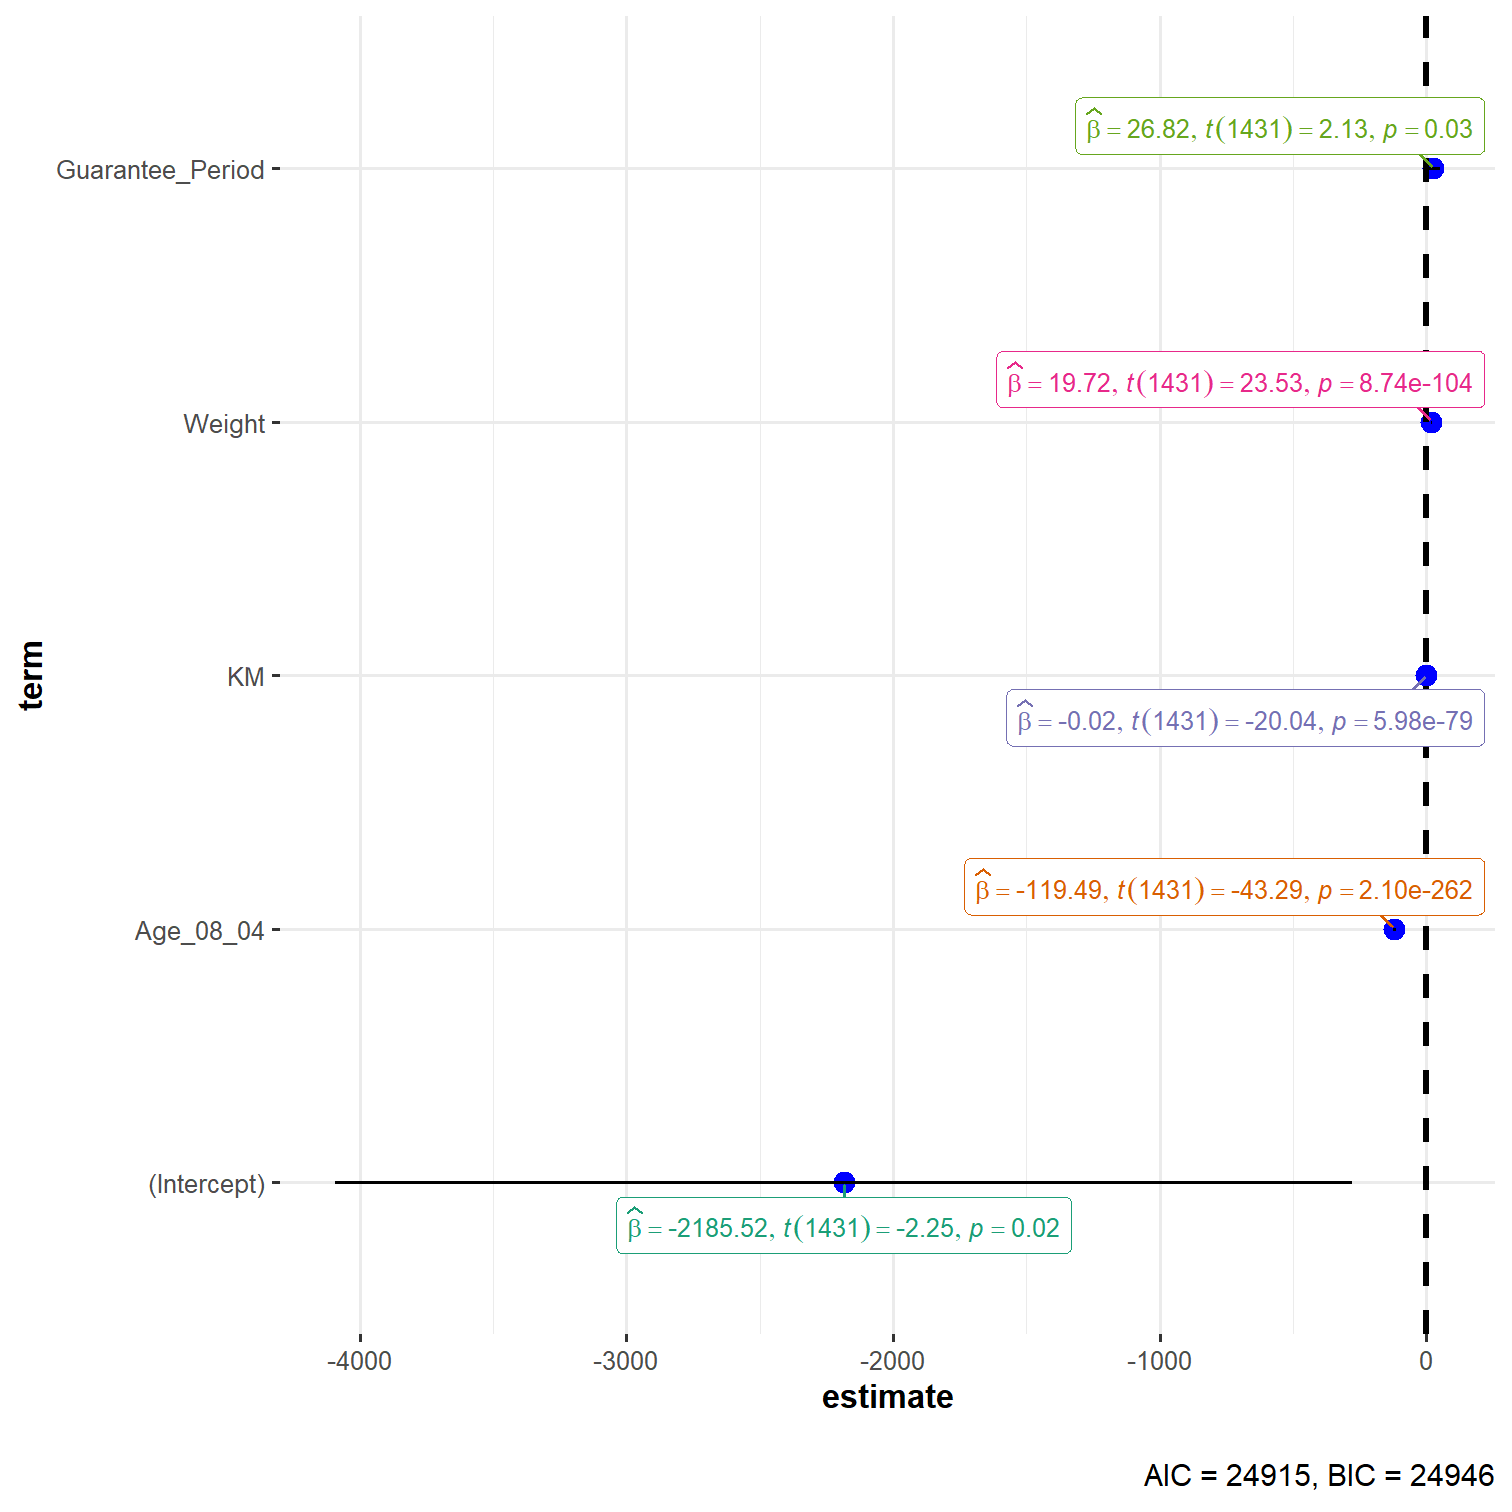 Guarantee_Period
β̂ = 26.82, t(1431) = 2.13, p = 0.03
Weight
β̂ = 19.72, t(1431) = 23.53, p = 8.74e-104
KM
β̂ = -0.02, t(1431) = -20.04, p = 5.98e-79
Age_08_04
β̂ = -119.49, t(1431) = -43.29, p = 2.10e-262
(Intercept)
β̂ = -2185.52, t(1431) = -2.25, p = 0.02
term
-4000 -3000 -2000 -1000 0
estimate
AIC = 24915, BIC = 24946